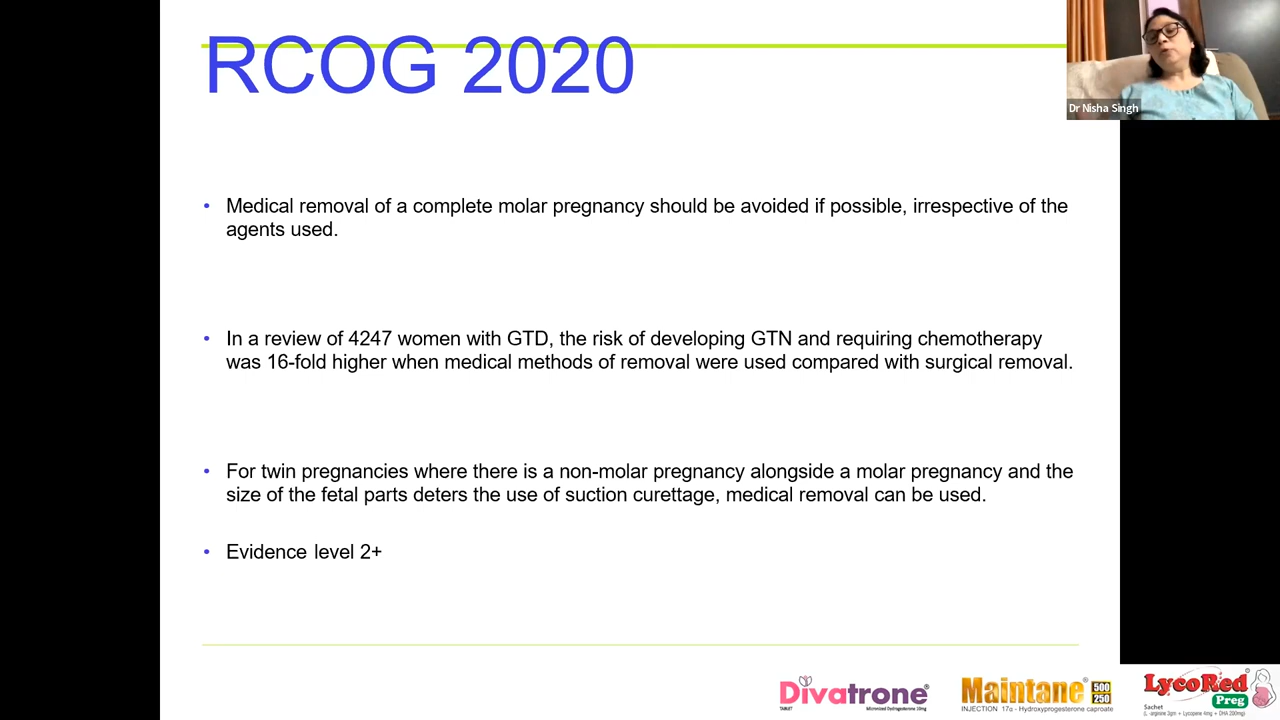 RCOG 2020
Dr Nisha Singh
• Medical removal of a complete molar pregnancy should be avoided if possible, irrespective of the
agents used.
• In a review of 4247 women with GTD, the risk of developing GTN and requiring chemotherapy
was 16-fold higher when medical methods of removal were used compared with surgical removal.
• For twin pregnancies where there is a non-molar pregnancy alongside a molar pregnancy and the
size of the fetal parts deters the use of suction curettage, medical removal can be used.
• Evidence level 2+
Divatrone®
TABLET
Maintane® 500 250
INJECTION 17α - Hydroxyprogesterone caproate
LycoRed®
Preg
Sachet